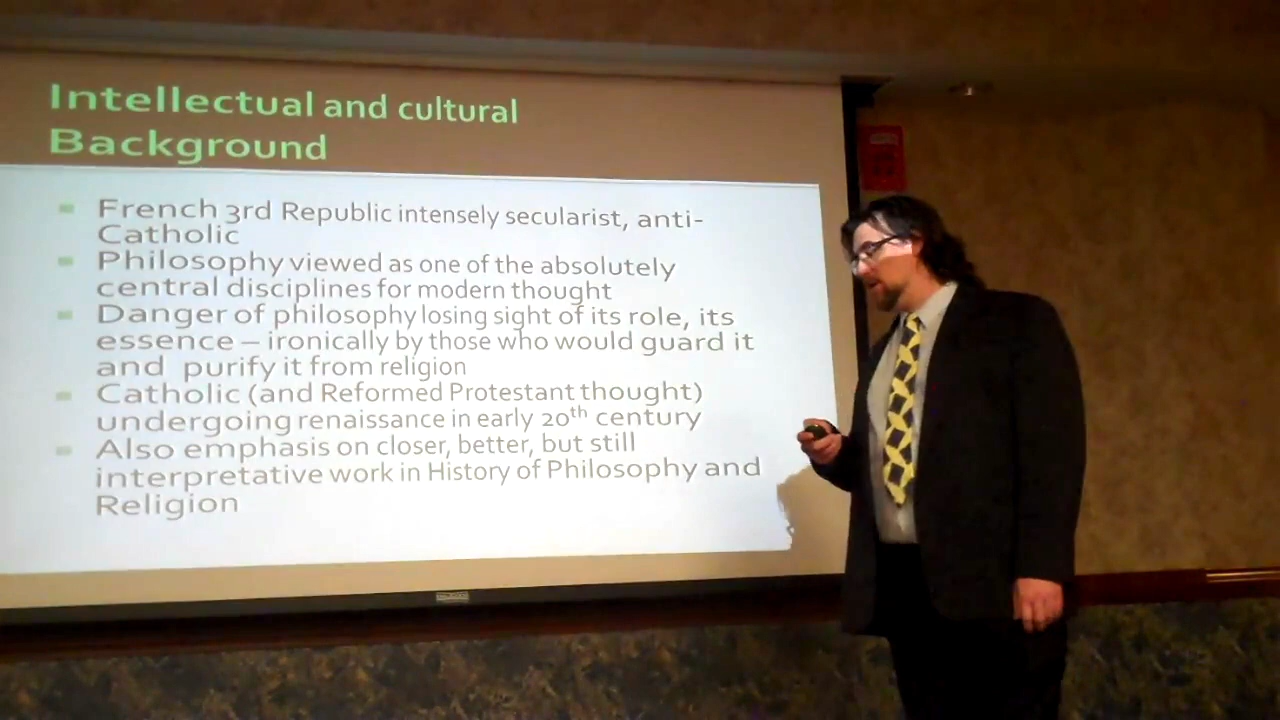 Intellectual and cultural
Background
French 3rd Republic intensely secularist, anti-
Catholic
Philosophy viewed as one of the absolutely
central disciplines for modern thought
Danger of philosophy losing sight of its role, its
essence – ironically by those who would guard it
and purify it from religion
Catholic (and Reformed Protestant thought)
undergoing renaissance in early 20th century
Also emphasis on closer, better, but still
interpretative work in History of Philosophy and
Religion